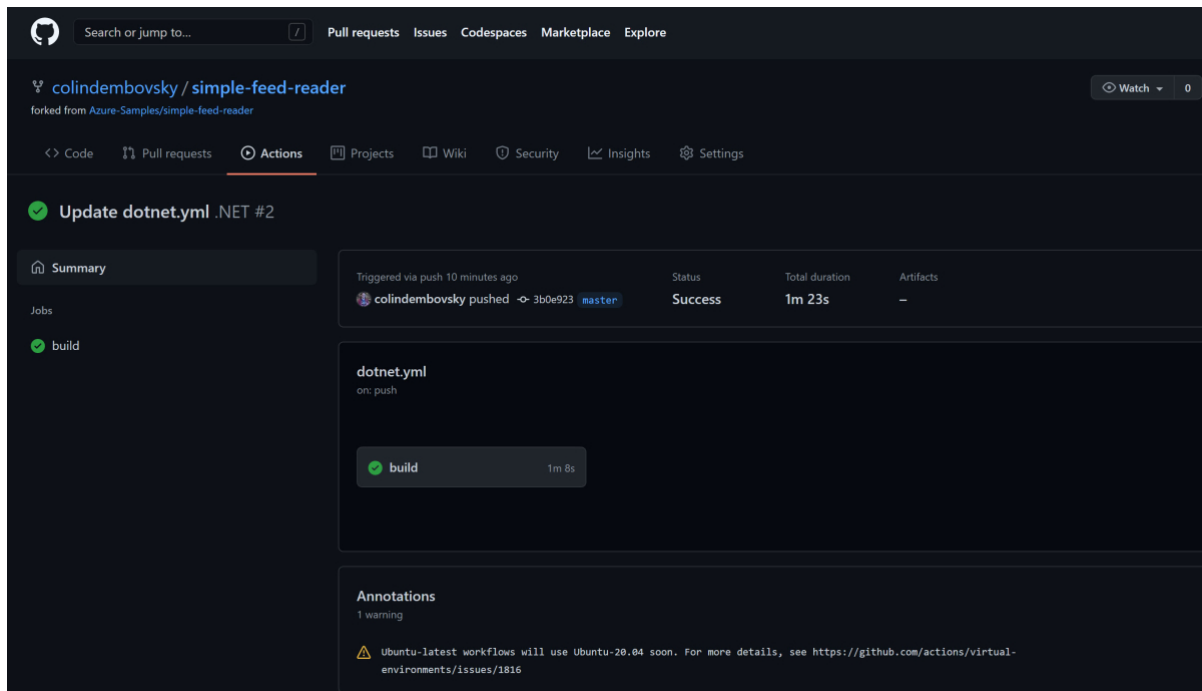 Search or jump to... /
Pull requests Issues Codespaces Marketplace Explore
colindembovsky / simple-feed-reader
Watch 0
forked from Azure-Samples/simple-feed-reader
<> Code Pull requests Actions Projects Wiki Security Insights Settings
Update dotnet.yml .NET #2
Summary
Jobs
build
Triggered via push 10 minutes ago
colindembovsky pushed 3b0e923 master
Status
Success
Total duration
1m 23s
Artifacts
–
dotnet.yml
on: push
build 1m 8s
Annotations
1 warning
Ubuntu-latest workflows will use Ubuntu-20.04 soon. For more details, see https://github.com/actions/virtual-
environments/issues/1816